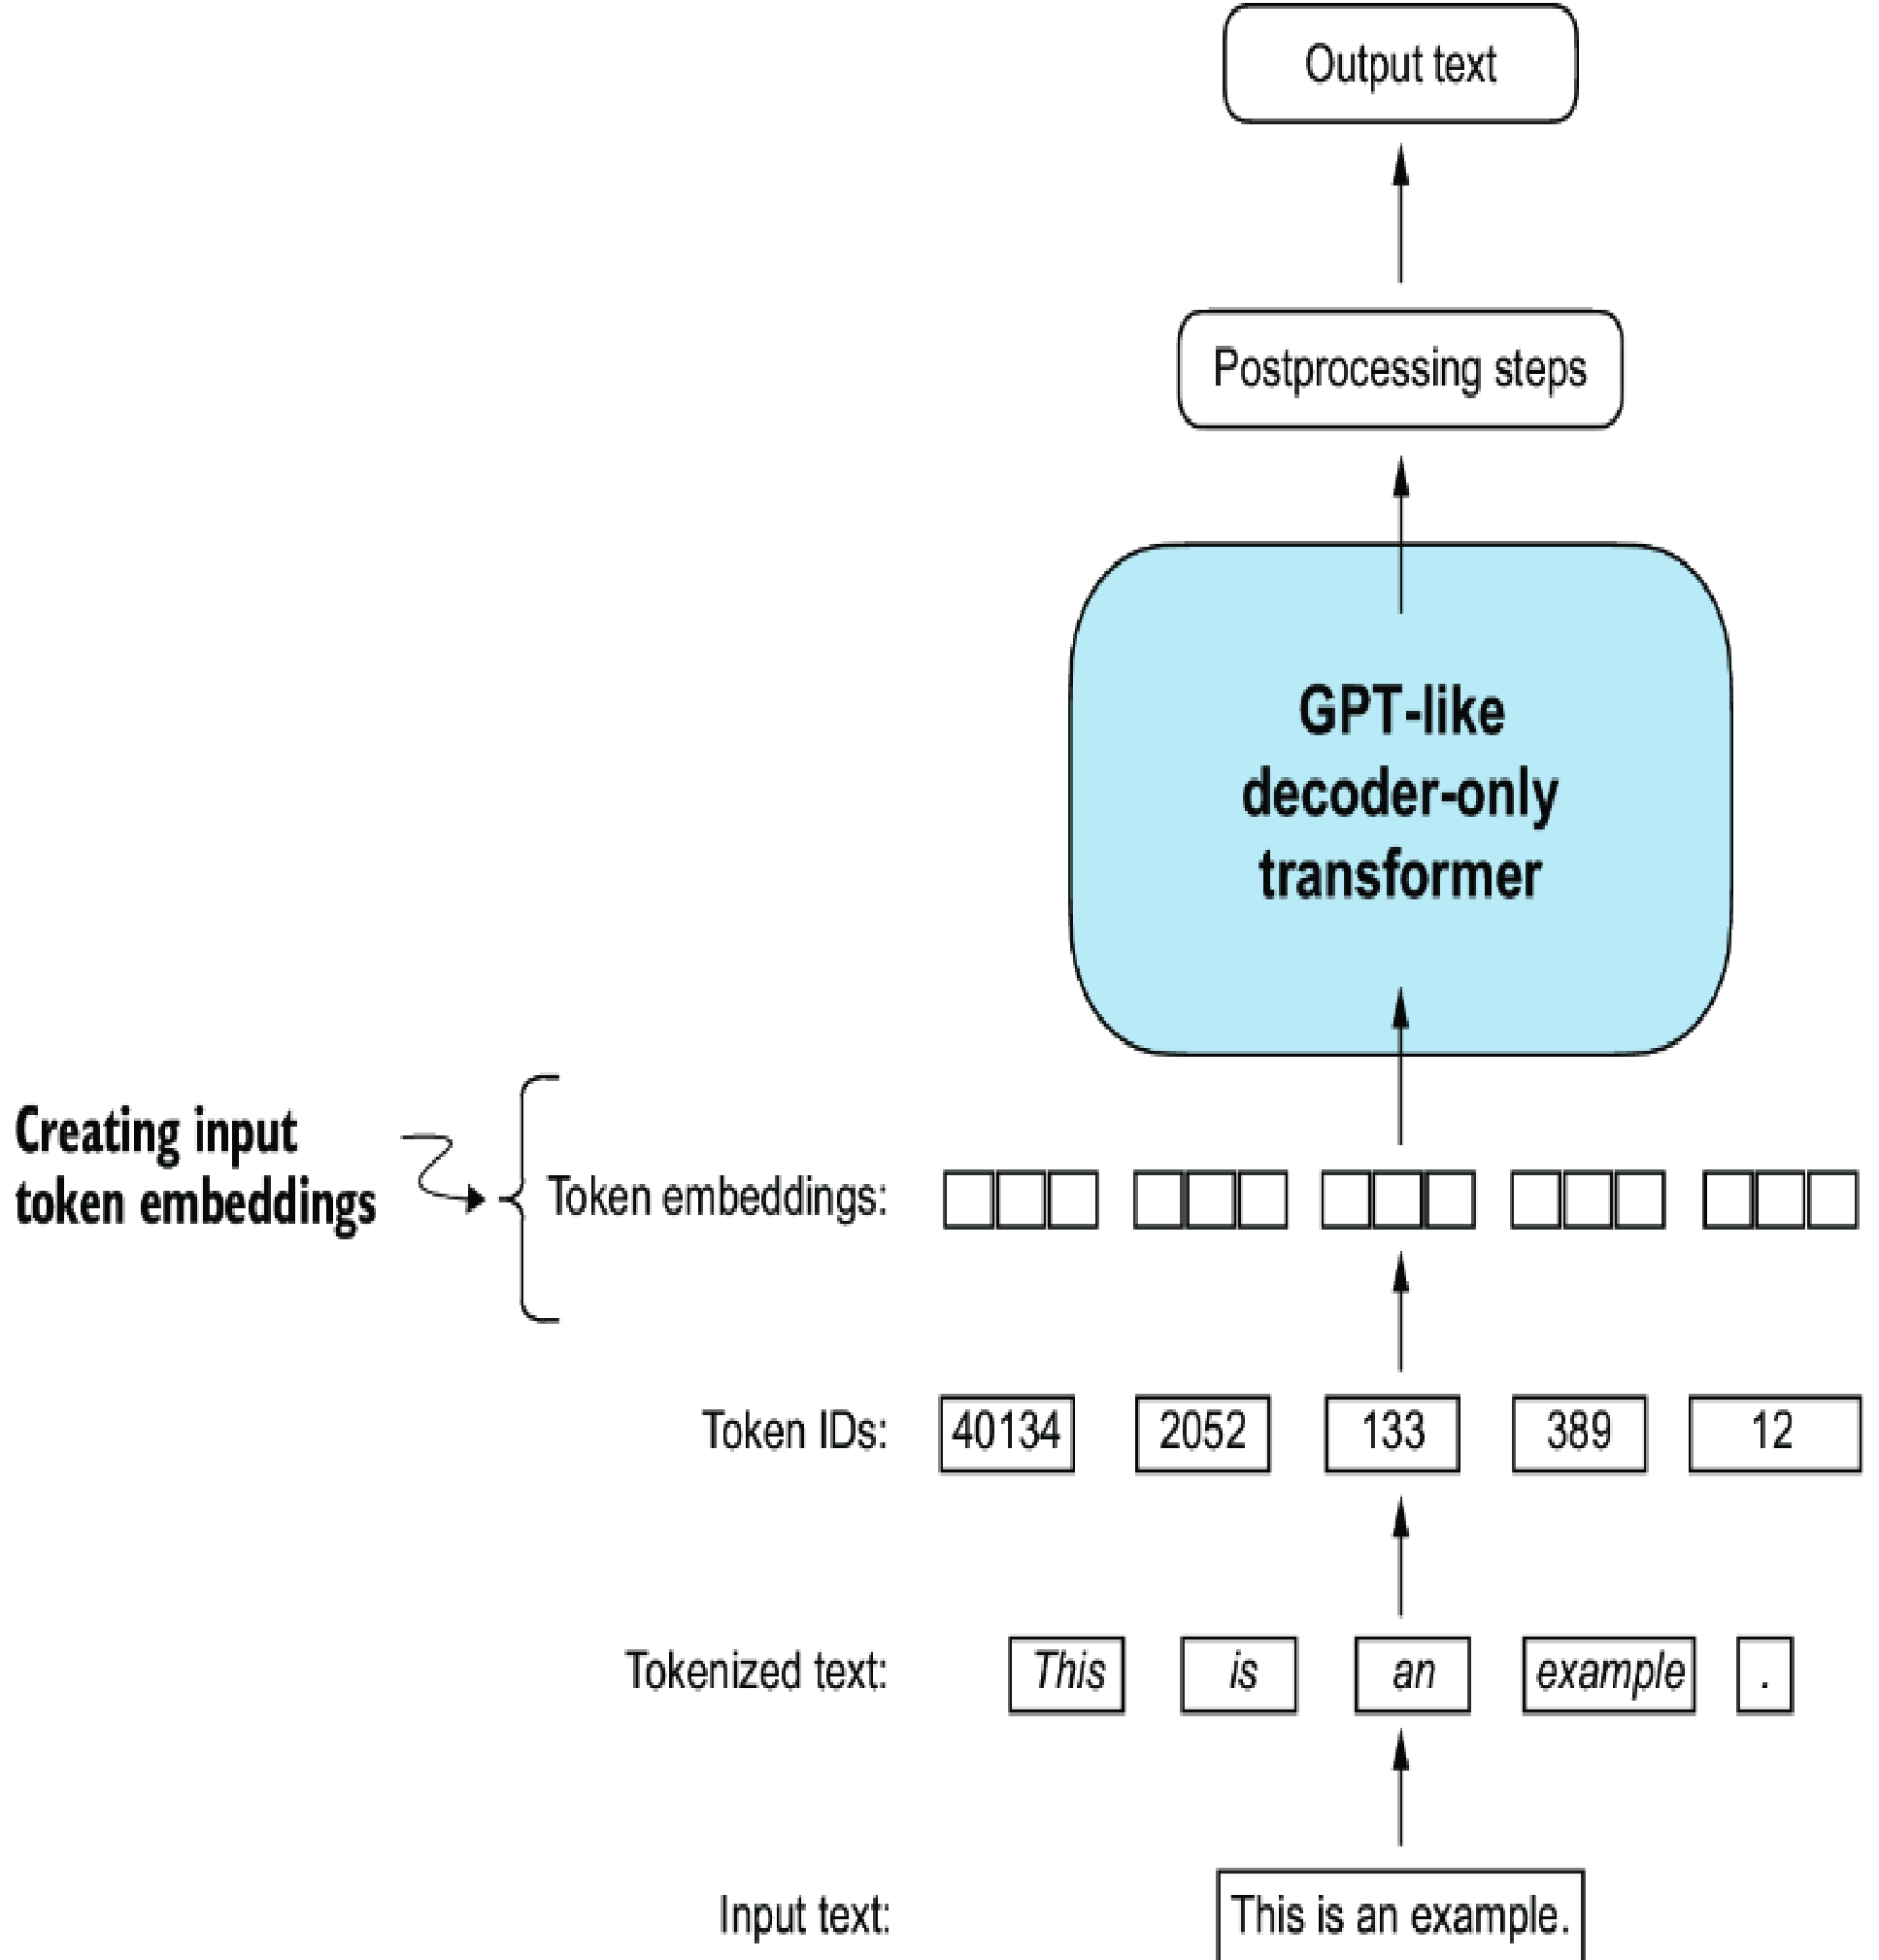 Output text
Postprocessing steps
GPT-like
decoder-only
transformer
Creating input
token embeddings
Token embeddings:
Token IDs: 40134 2052 133 389 12
Tokenized text: This is an example .
Input text: This is an example.